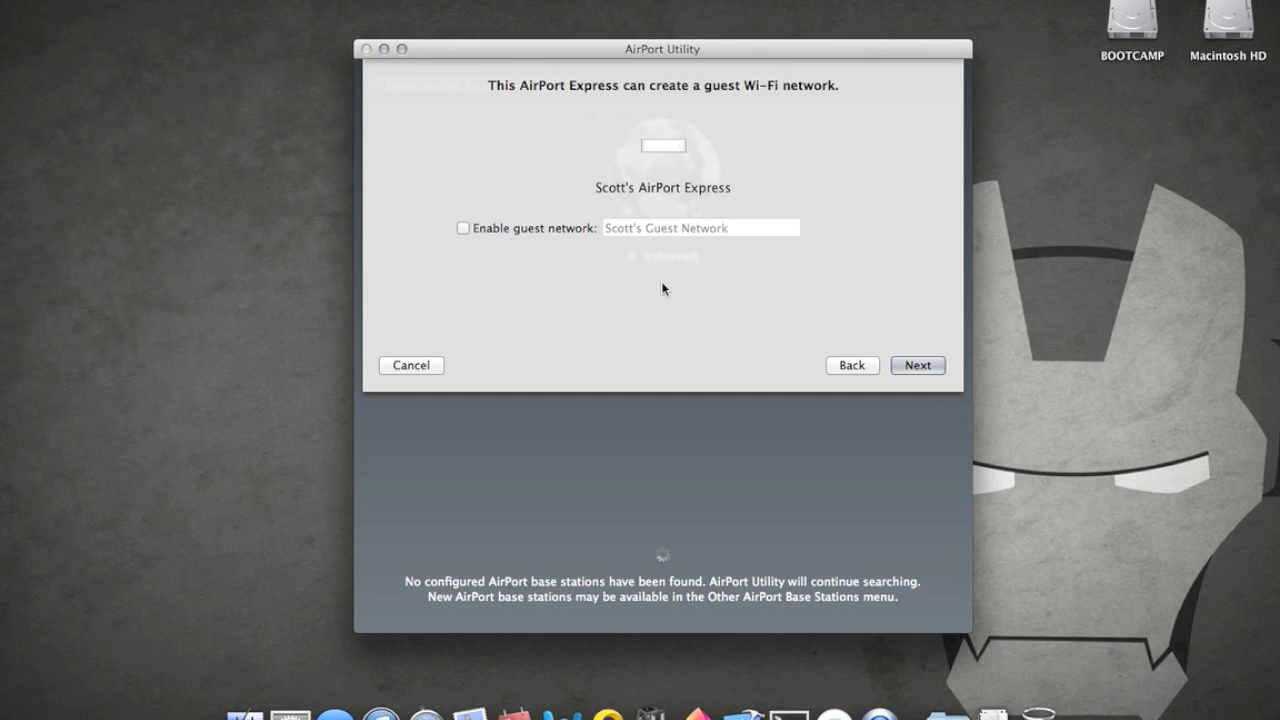 AirPort Utility
BOOTCAMP
Macintosh HD
This AirPort Express can create a guest Wi-Fi network.
Scott's AirPort Express
Enable guest network: Scott's Guest Network
Internet
Cancel
Back
Next
No configured AirPort base stations have been found. AirPort Utility will continue searching.
New AirPort base stations may be available in the Other AirPort Base Stations menu.